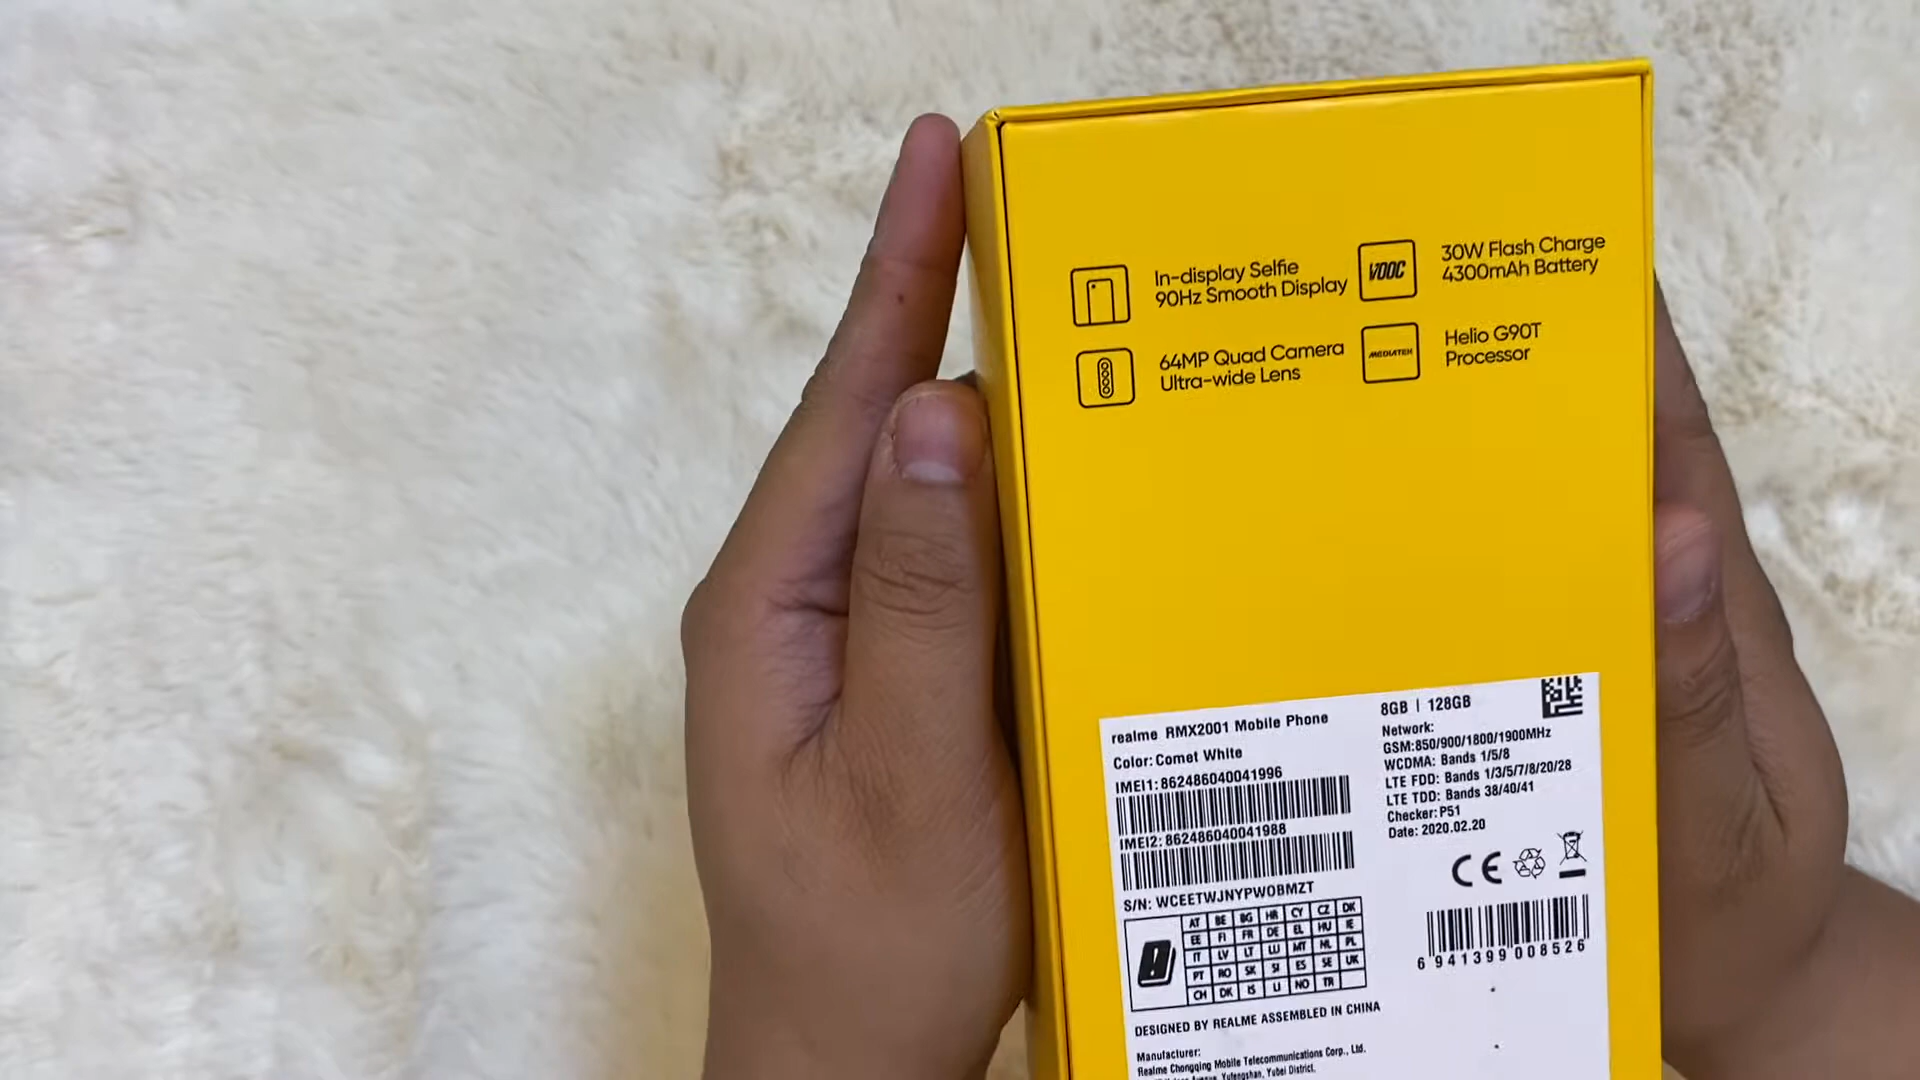 In-display Selfie
90Hz Smooth Display
VOOC
30W Flash Charge
4300mAh Battery
64MP Quad Camera
Ultra-wide Lens
MEDIATEK
Helio G90T
Processor
realme RMX2001 Mobile Phone
Color: Comet White
IMEI1: 862486040041996
IMEI2: 862486040041988
S/N: WCEETWJNYPWOBMZT
8GB | 128GB
Network:
GSM:850/900/1800/1900MHz
WCDMA: Bands 1/5/8
LTE FDD: Bands 1/3/5/7/8/20/28
LTE TDD: Bands 38/40/41
Checker: P51
Date: 2020.02.20
CE
AT BE BG HR CY CZ DK
EE FI FR DE EL HU IE
IT LV LT LU MT NL PL
PT RO SK SI ES SE UK
CH DK IS LI NO TR
6 941399 008526
DESIGNED BY REALME ASSEMBLED IN CHINA
Manufacturer:
Realme Chongqing Mobile Telecommunications Corp., Ltd.
Avenue, Yufengshan, Yubei District.